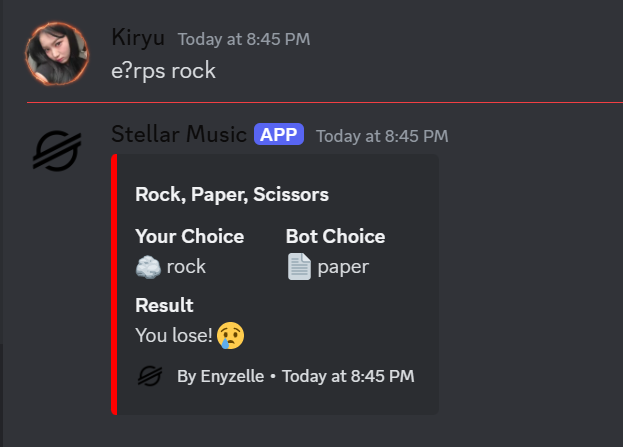 Kiryu Today at 8:45 PM
e?rps rock
Stellar Music APP Today at 8:45 PM
Rock, Paper, Scissors
Your Choice Bot Choice
rock paper
Result
You lose!
By Enyzelle • Today at 8:45 PM